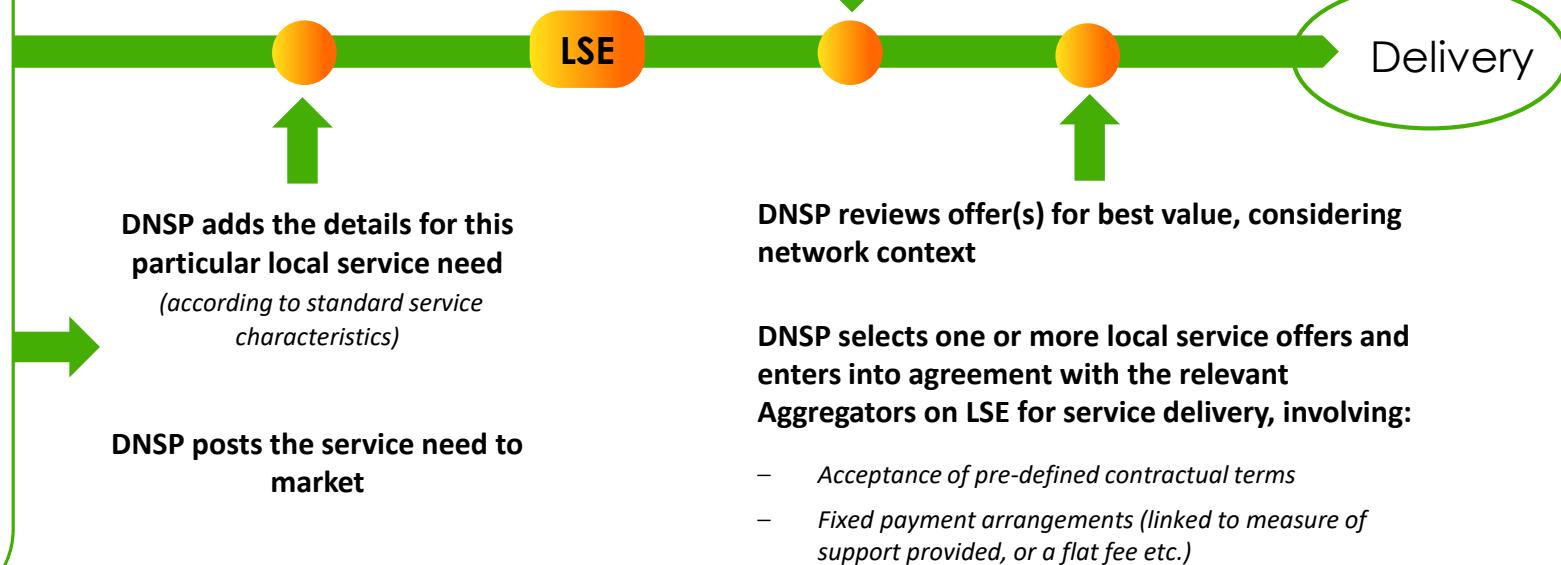 LSE
Delivery
DNSP adds the details for this
particular local service need
(according to standard service
characteristics)
DNSP posts the service need to
market
DNSP reviews offer(s) for best value, considering
network context
DNSP selects one or more local service offers and
enters into agreement with the relevant
Aggregators on LSE for service delivery, involving:
– Acceptance of pre-defined contractual terms
– Fixed payment arrangements (linked to measure of
support provided, or a flat fee etc.)